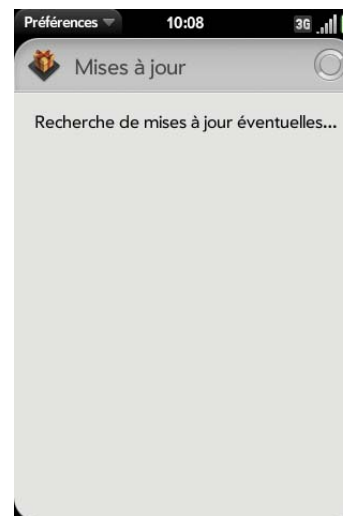 Préférences 10:08 3G
Mises à jour
Recherche de mises à jour éventuelles...